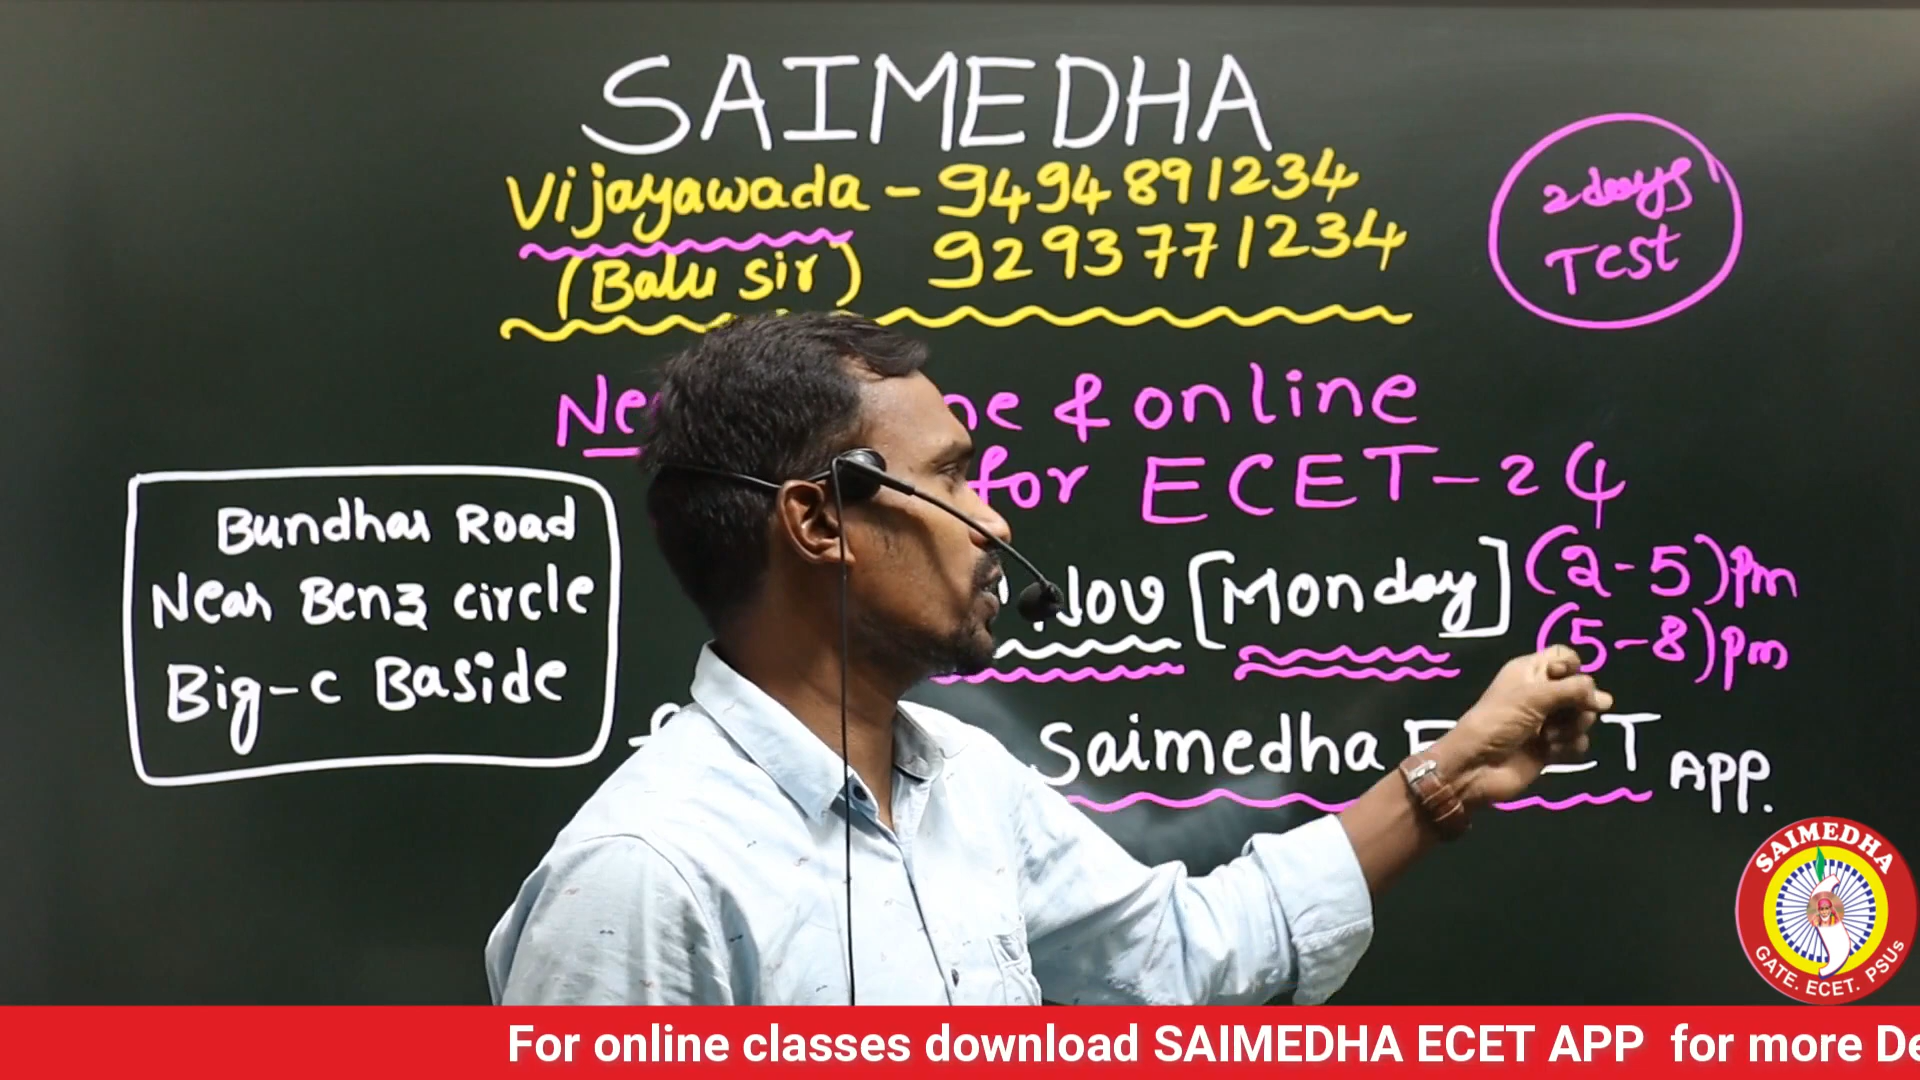 SAIMEDHA
Vijayawada - 9494891234
(Balu Sir) 9293771234
2days
Test
& online
for ECET-24
Bundhar Road
Near Benz circle
Big-c Baside
Nov [Monday] (2-5)pm
(5-8)pm
Saimedha
APP.
SAIMEDHA
GATE. ECET. PSUs
For online classes download SAIMEDHA ECET APP for more